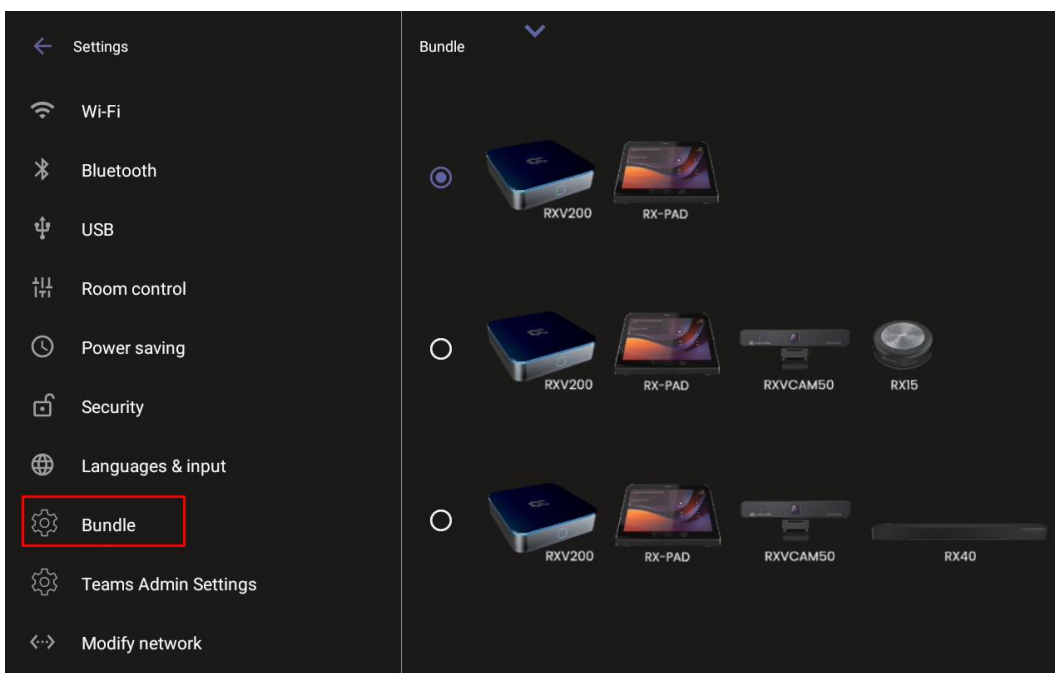 Settings
Wi-Fi
Bluetooth
USB
Room control
Power saving
Security
Languages & input
Bundle
Teams Admin Settings
Modify network
Bundle
RXV200 RX-PAD
RXV200 RX-PAD RXVCAM50 RX15
RXV200 RX-PAD RXVCAM50 RX40